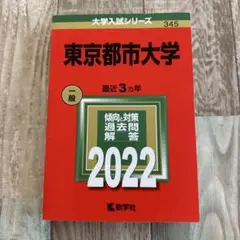 大学入試シリーズ
345
東京都市大学
最近3カ年
一般
傾向と対策
過去問
解答
2022
教学社